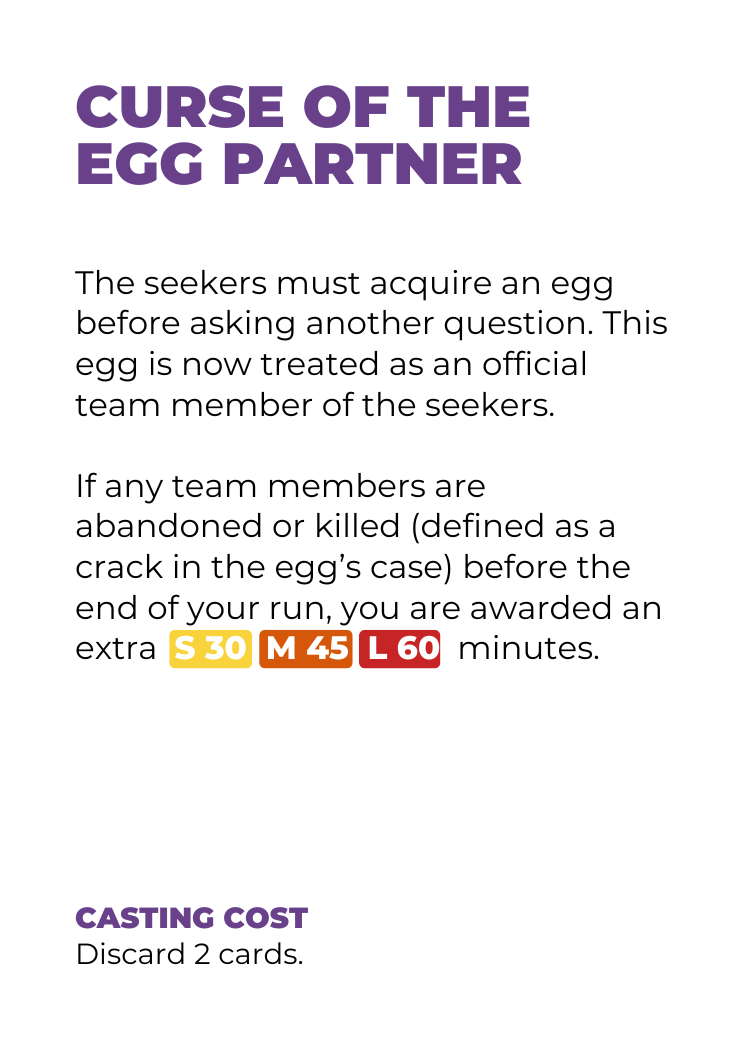 CURSE OF THE
EGG PARTNER
The seekers must acquire an egg
before asking another question. This
egg is now treated as an official
team member of the seekers.
If any team members are
abandoned or killed (defined as a
crack in the egg’s case) before the
end of your run, you are awarded an
extra S 30 M 45 L 60 minutes.
CASTING COST
Discard 2 cards.